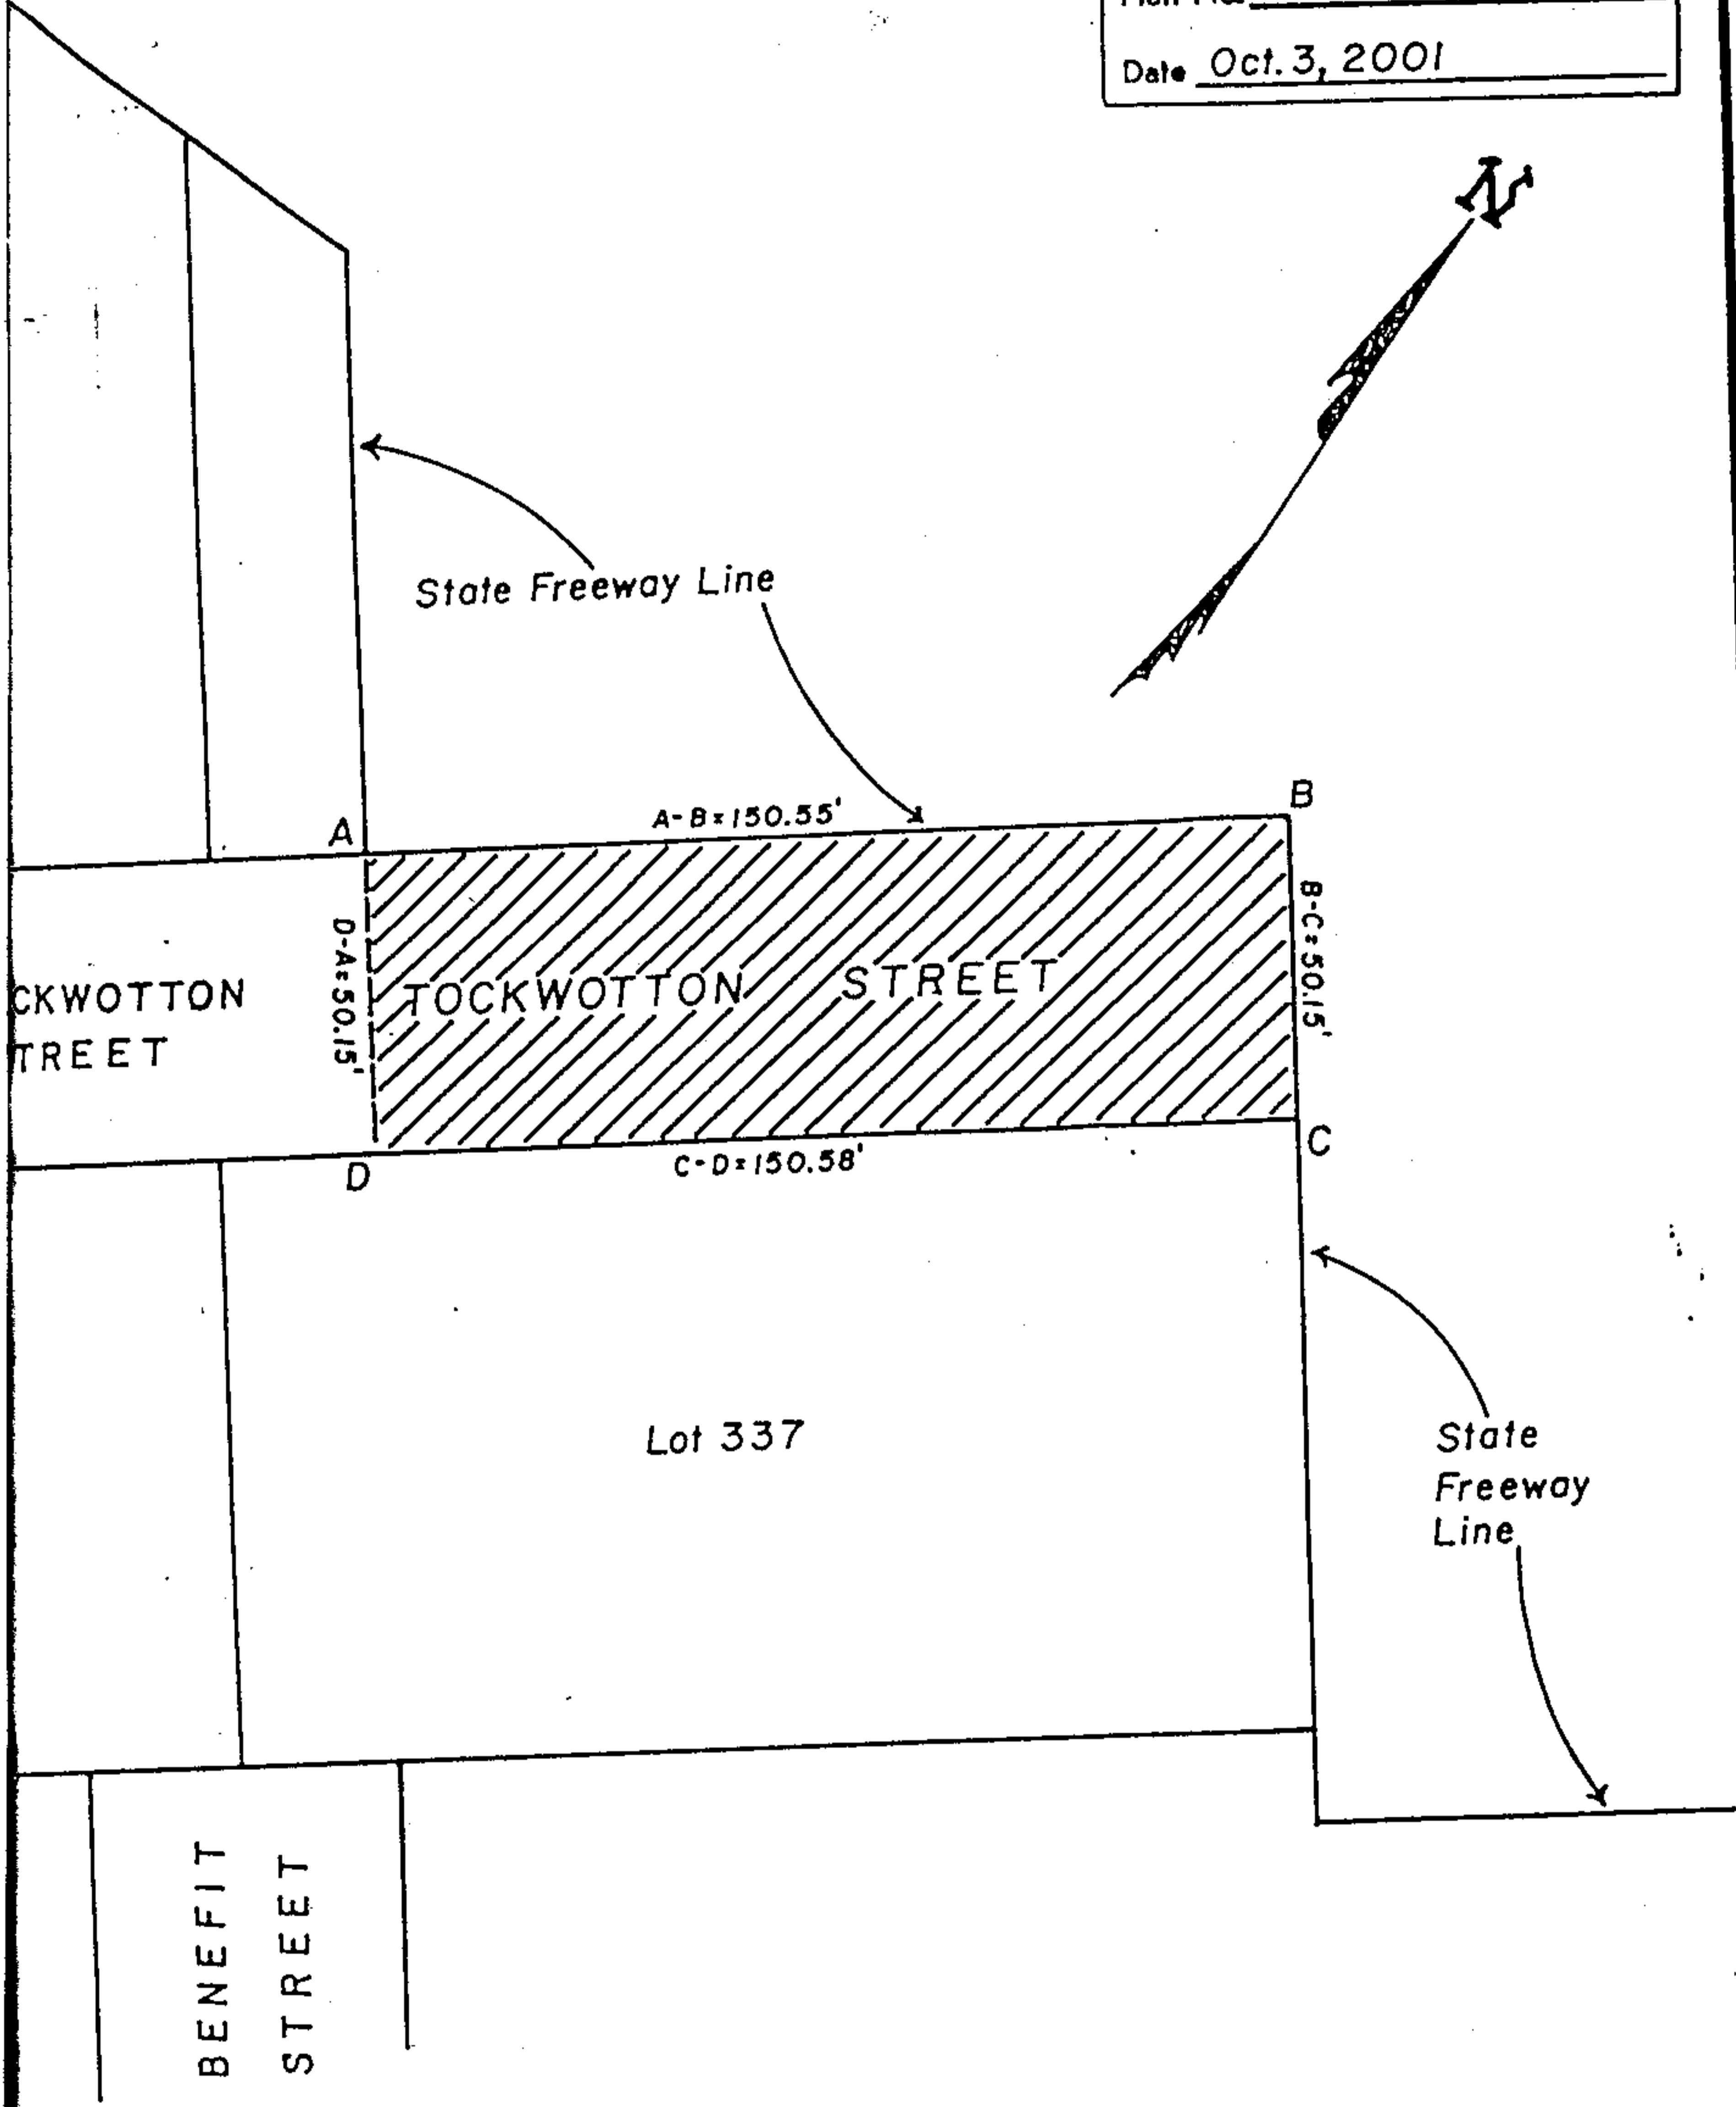 Date Oct. 3, 2001
N
State Freeway Line
A-B=150.55'
A
B
D-A=50.15'
B-C=50.15'
TOCKWOTTON STREET
CKWOTTON
TREET
C-D=150.58'
D
C
Lot 337
State
Freeway
Line
BENEFIT
STREET